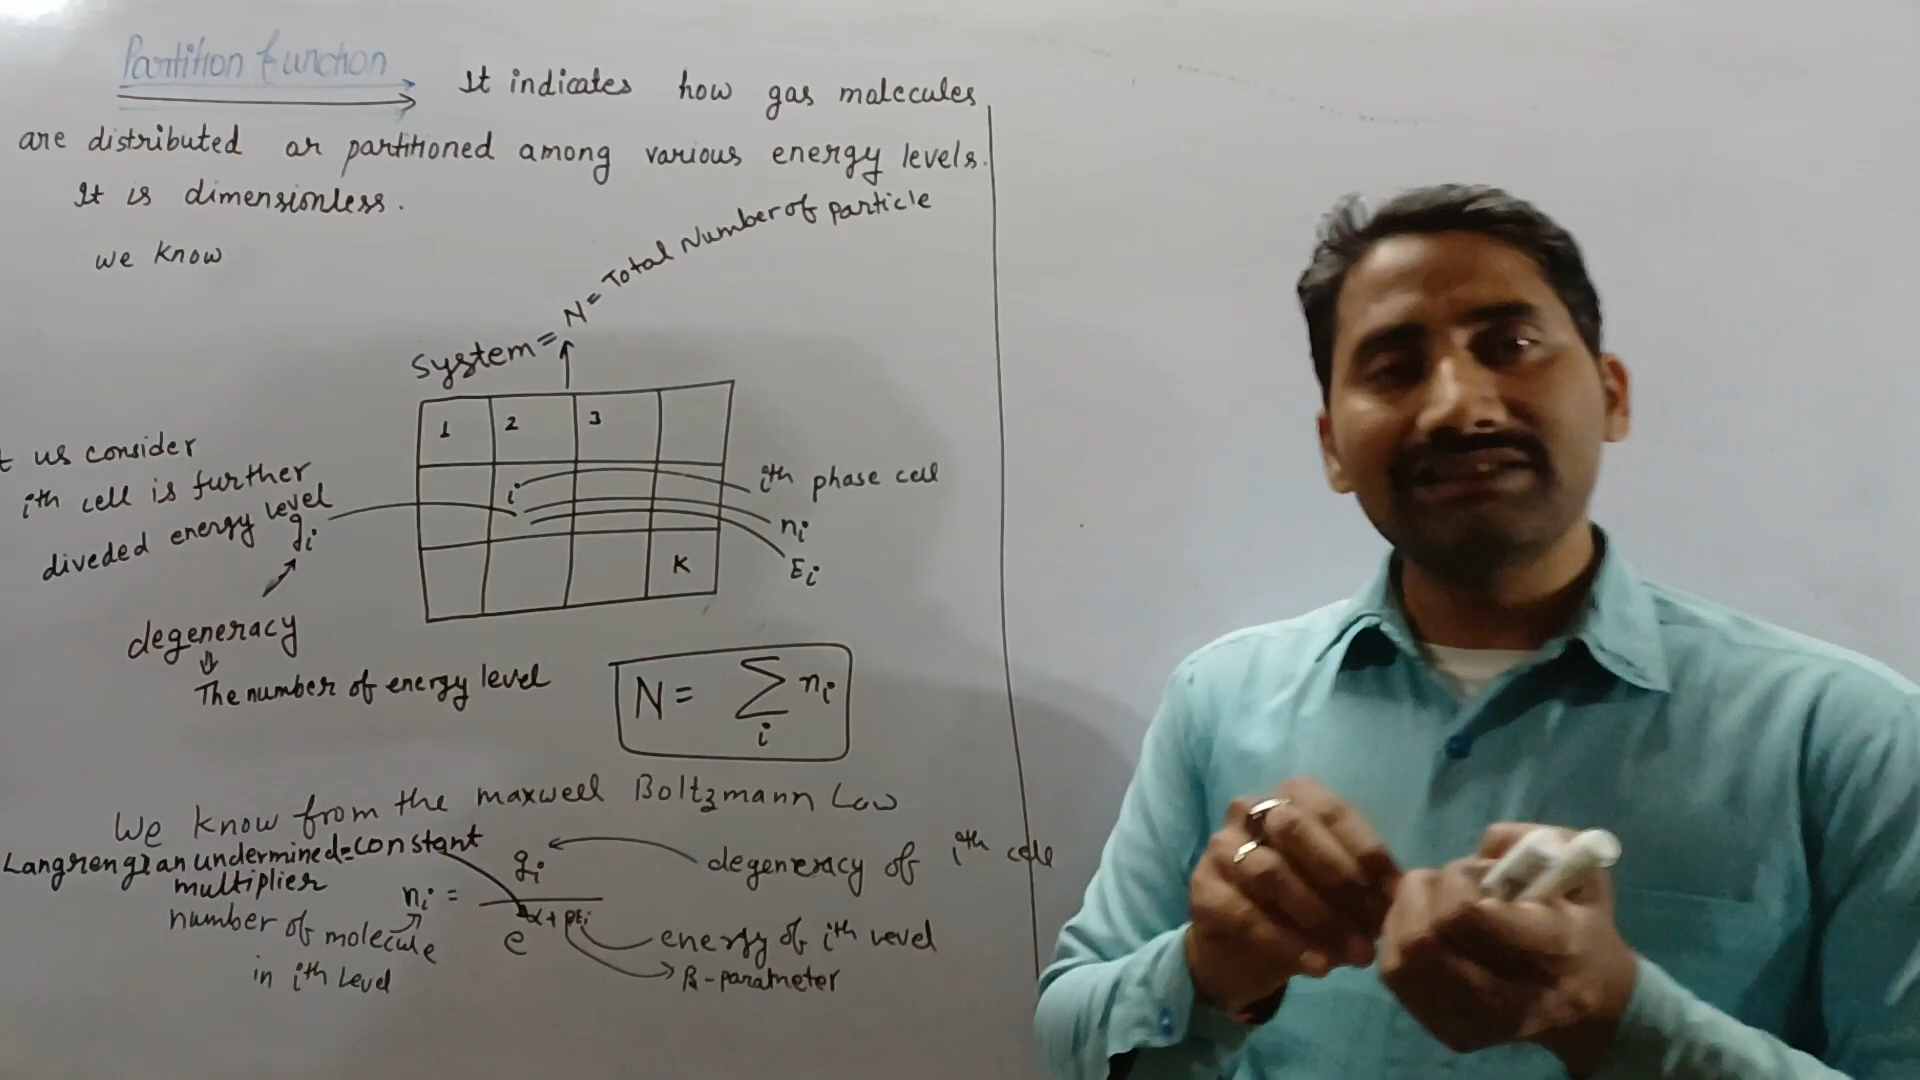 Partition function
It indicates how gas molecules
are distributed or partitioned among various energy levels.
It is dimensionless.
we know
System = N = Total Number of particle
1 2 3
t us consider
ith cell is further
diveded energy level
gi
i
ith phase cell
ni
Ei
K
degeneracy
⇓
The number of energy level
N = Σ ni
i
We know from the maxwell Boltzmann Law
Langrengian undermined = constant
multiplier
ni = gi / e^(α + βEi)
degeneracy of ith cell
number of molecule
in ith Level
energy of ith level
β-parameter